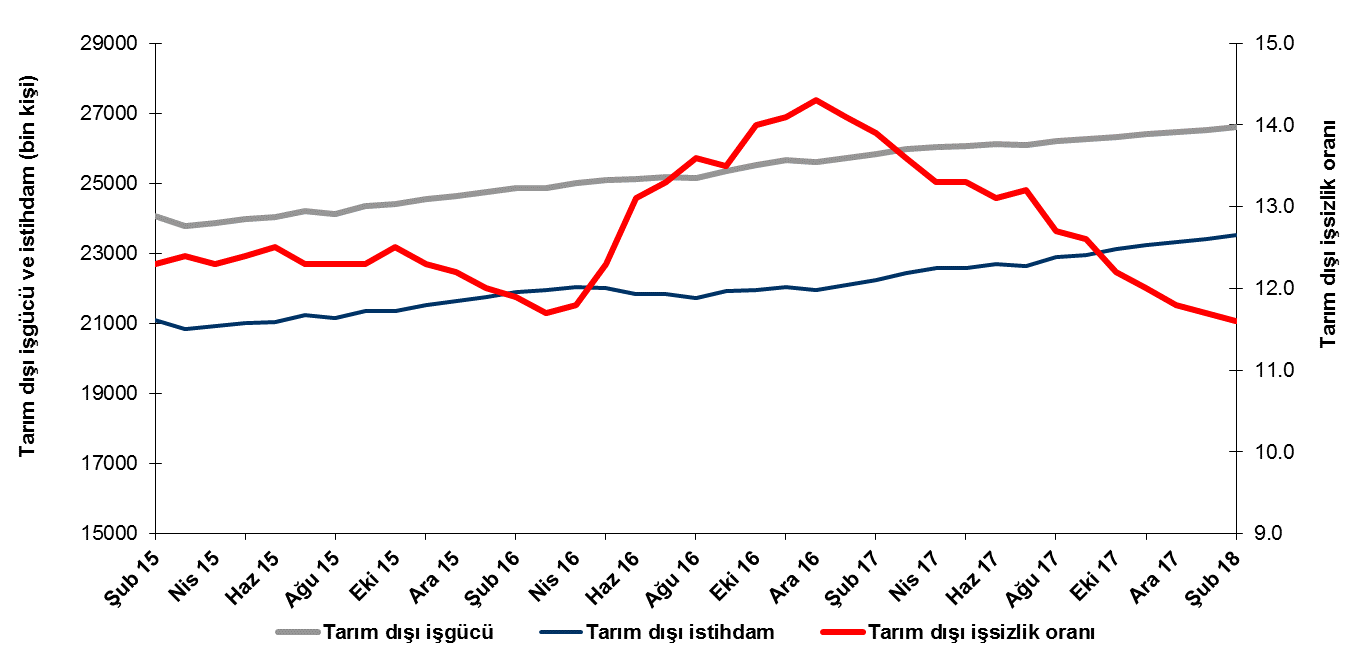 Tarım dışı işgücü ve istihdam (bin kişi)
29000
27000
25000
23000
21000
19000
17000
15000
15.0
14.0
13.0
12.0
11.0
10.0
9.0
Tarım dışı işsizlik oranı
Şub 15
Nis 15
Haz 15
Ağu 15
Eki 15
Ara 15
Şub 16
Nis 16
Haz 16
Ağu 16
Eki 16
Ara 16
Şub 17
Nis 17
Haz 17
Ağu 17
Eki 17
Ara 17
Şub 18
Tarım dışı işgücü
Tarım dışı istihdam
Tarım dışı işsizlik oranı